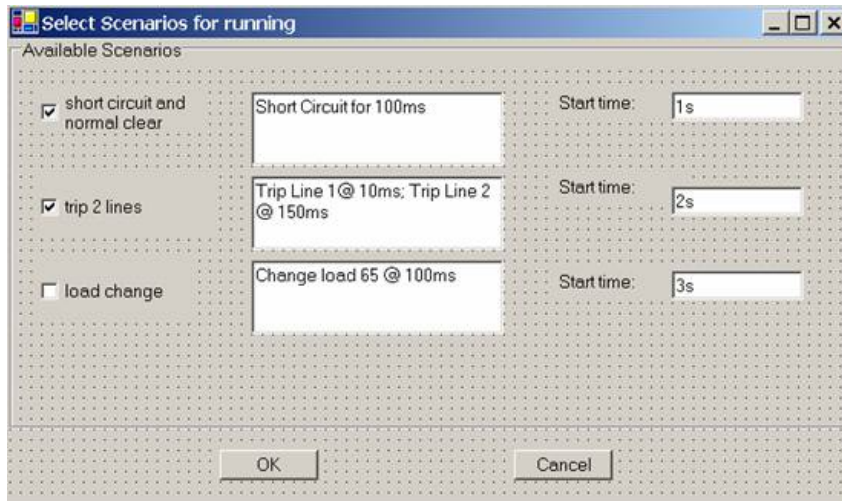 Select Scenarios for running
Available Scenarios
short circuit and
normal clear
Short Circuit for 100ms
Start time:
1s
trip 2 lines
Trip Line 1@ 10ms; Trip Line 2
@ 150ms
Start time:
2s
load change
Change load 65 @ 100ms
Start time:
3s
OK
Cancel